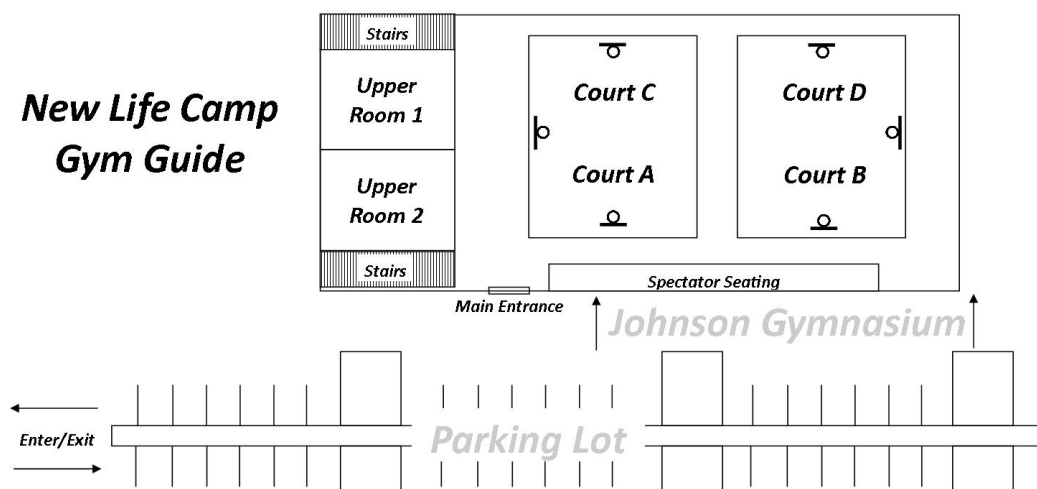 New Life Camp
Gym Guide
Stairs
Upper
Room 1
Upper
Room 2
Stairs
Court C
Court D
Court A
Court B
Spectator Seating
Main Entrance
Johnson Gymnasium
Enter/Exit
Parking Lot